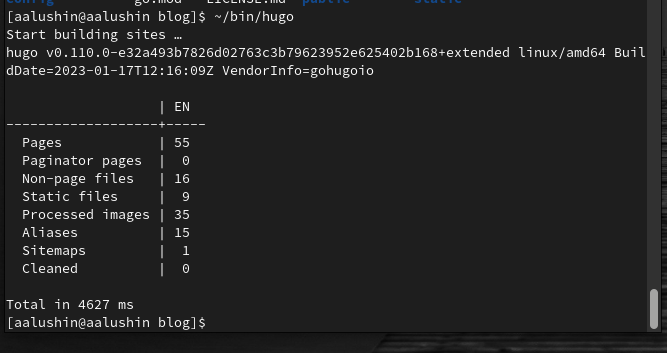 config go.mod LICENSE.md public static
[aalushin@aalushin blog]$ ~/bin/hugo
Start building sites …
hugo v0.110.0-e32a493b7826d02763c3b79623952e625402b168+extended linux/amd64 Buil
dDate=2023-01-17T12:16:09Z VendorInfo=gohugoio
| EN
-------------------+-----
Pages | 55
Paginator pages | 0
Non-page files | 16
Static files | 9
Processed images | 35
Aliases | 15
Sitemaps | 1
Cleaned | 0
Total in 4627 ms
[aalushin@aalushin blog]$